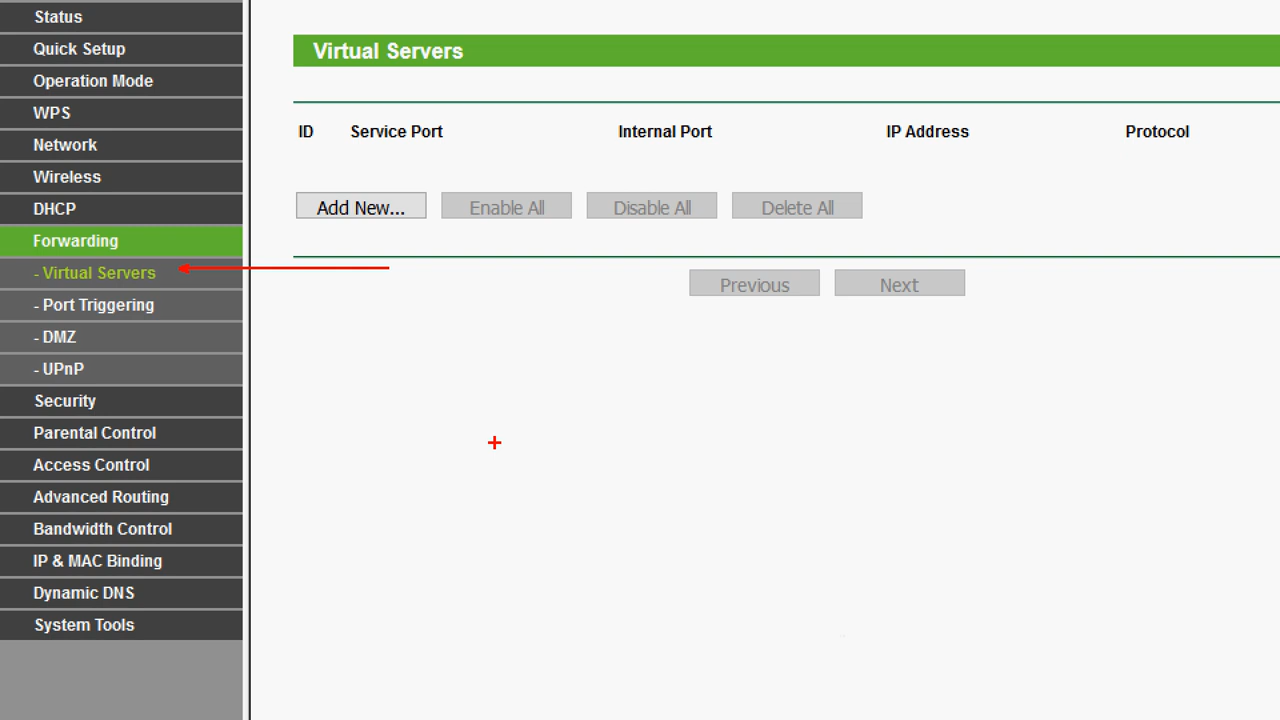 Status
Quick Setup
Operation Mode
WPS
Network
Wireless
DHCP
Forwarding
- Virtual Servers
- Port Triggering
- DMZ
- UPnP
Security
Parental Control
Access Control
Advanced Routing
Bandwidth Control
IP & MAC Binding
Dynamic DNS
System Tools
Virtual Servers
ID Service Port Internal Port IP Address Protocol
Add New... Enable All Disable All Delete All
Previous Next